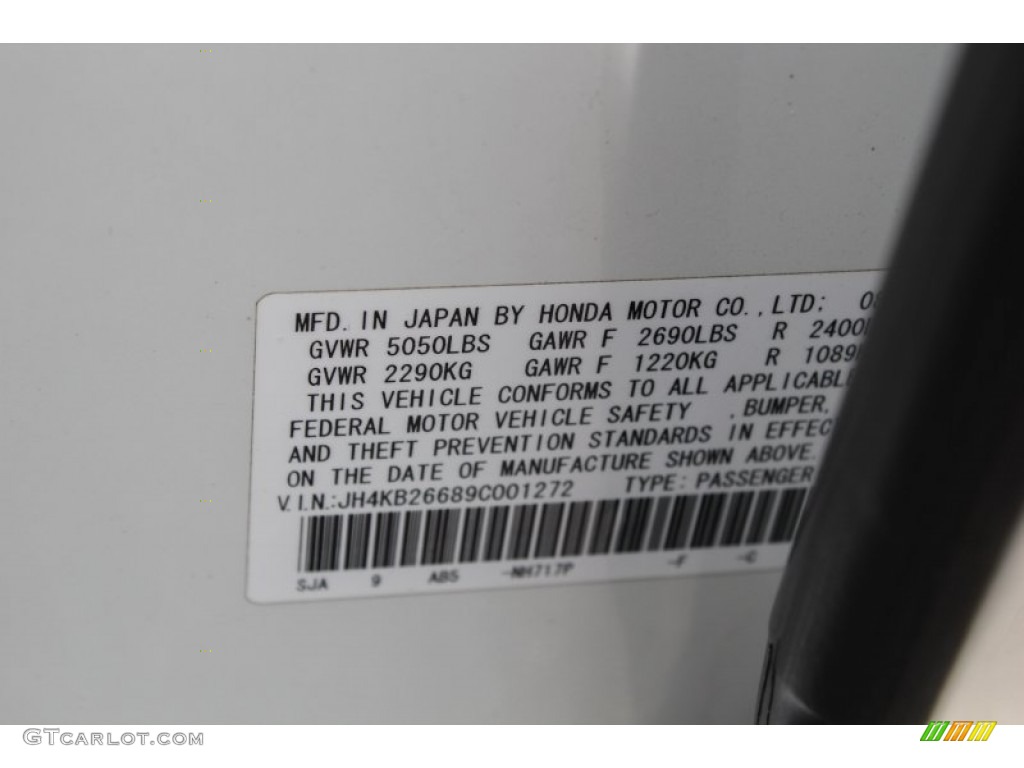 MFD. IN JAPAN BY HONDA MOTOR CO., LTD; 08
GVWR 5050LBS GAWR F 2690LBS R 2400
GVWR 2290KG GAWR F 1220KG R 1089
THIS VEHICLE CONFORMS TO ALL APPLICABL
FEDERAL MOTOR VEHICLE SAFETY , BUMPER,
AND THEFT PREVENTION STANDARDS IN EFFEC
ON THE DATE OF MANUFACTURE SHOWN ABOVE.
V.I.N.:JH4KB26689C001272 TYPE: PASSENGER
SJA 9 ABS -NH717P -F -C
GTCARLOT.COM